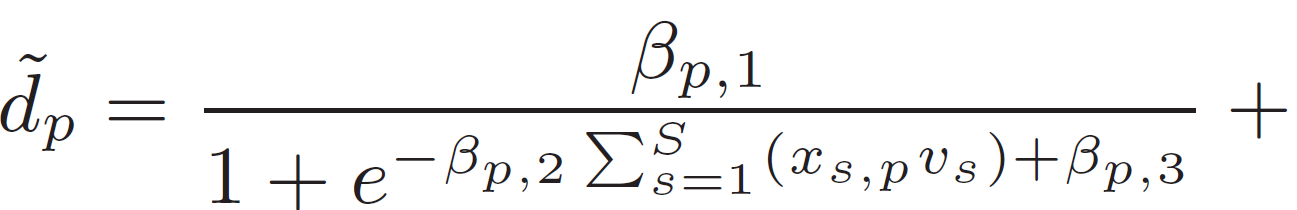 \tilde{d}_p = \frac{\beta_{p,1}}{1 + e^{-\beta_{p,2} \sum_{s=1}^{S} (x_{s,p} v_s) + \beta_{p,3}}} +